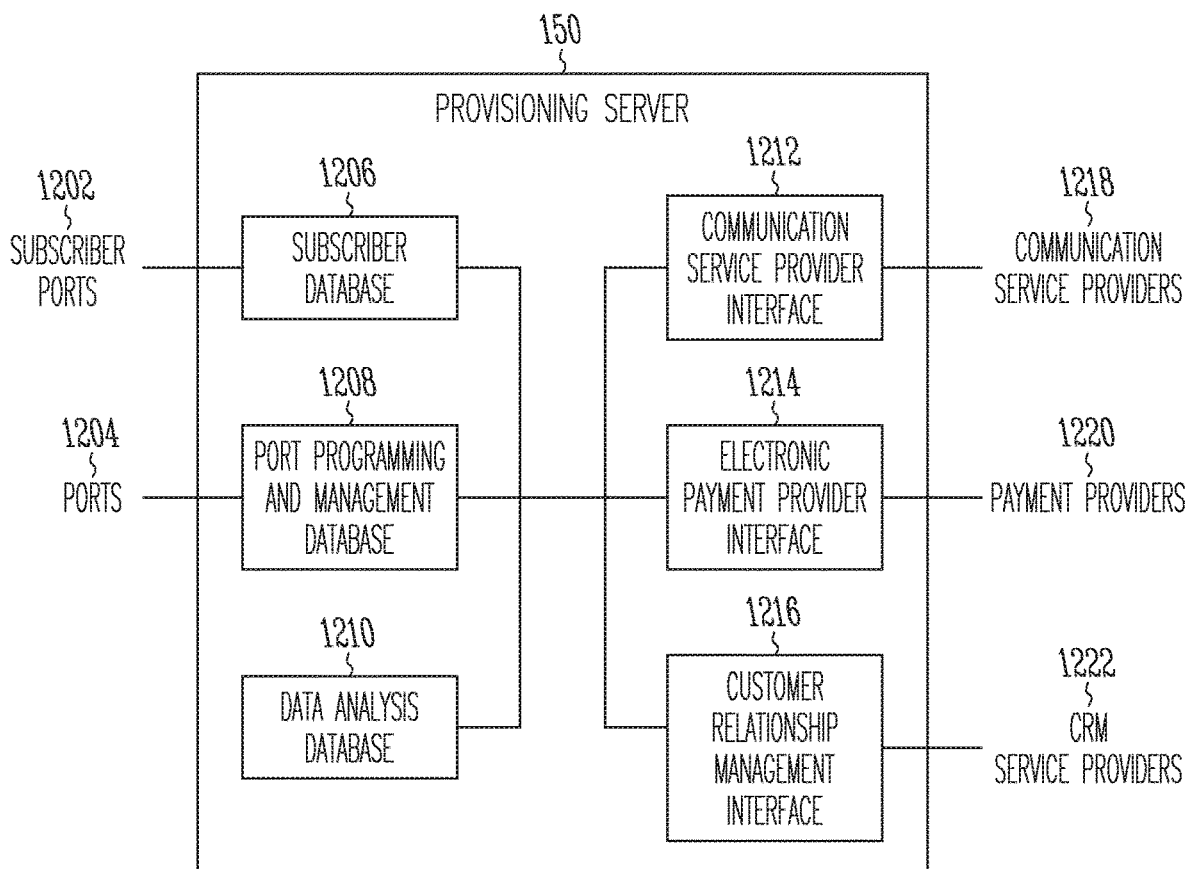 150
PROVISIONING SERVER
1202
SUBSCRIBER
PORTS
1206
SUBSCRIBER
DATABASE
1212
COMMUNICATION
SERVICE PROVIDER
INTERFACE
1218
COMMUNICATION
SERVICE PROVIDERS
1204
PORTS
1208
PORT PROGRAMMING
AND MANAGEMENT
DATABASE
1214
ELECTRONIC
PAYMENT PROVIDER
INTERFACE
1220
PAYMENT PROVIDERS
1210
DATA ANALYSIS
DATABASE
1216
CUSTOMER
RELATIONSHIP
MANAGEMENT
INTERFACE
1222
CRM
SERVICE PROVIDERS